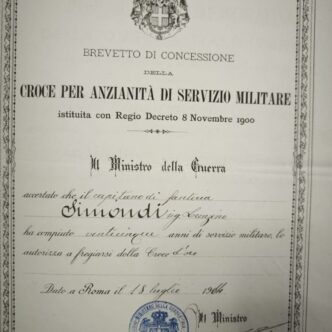 BREVETTO DI CONCESSIONE
DELLA
CROCE PER ANZIANITÀ DI SERVIZIO MILITARE
istituita con Regio Decreto 8 Novembre 1900
Il Ministro della Guerra
accertato che il capitano di fanteria
Simondi
ha compiuto venticinque anni di servizio militare, lo
autorizza a fregiarsi della Croce d'oro
Dato a Roma il 18 luglio
Il Ministro